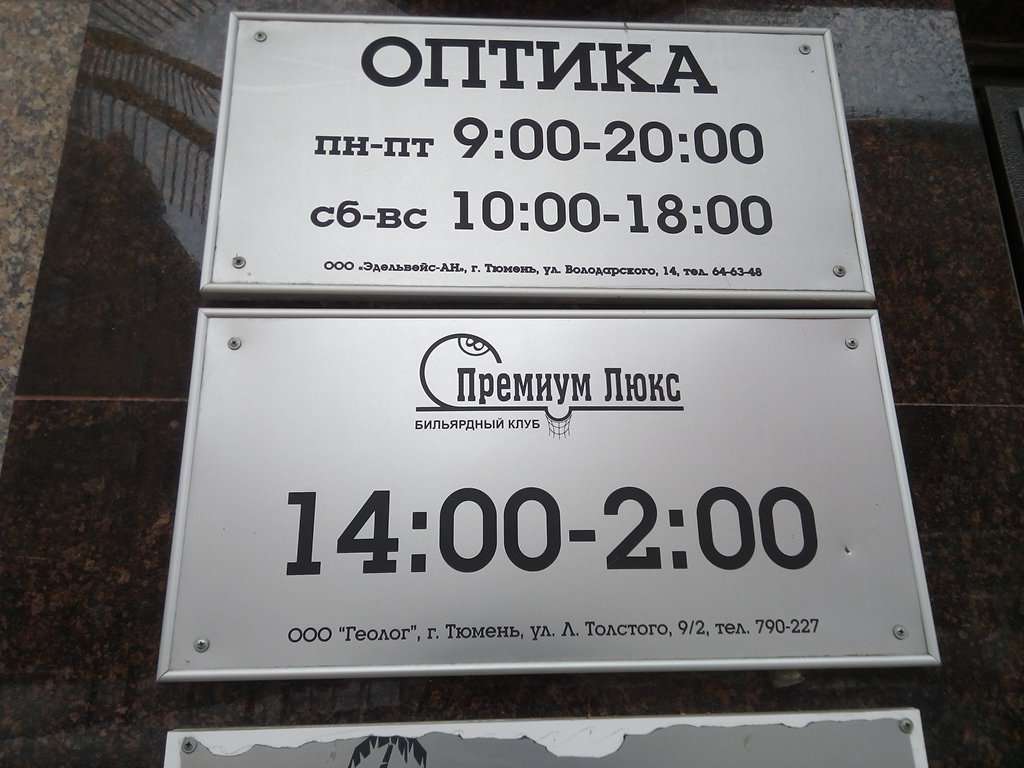 ОПТИКА
ПН-ПТ 9:00-20:00
СБ-ВС 10:00-18:00
ООО «Эдельвейс-АН», г. Тюмень, ул. Володарского, 14, тел. 64-63-48
8
Премиум Люкс
БИЛЬЯРДНЫЙ КЛУБ
14:00-2:00
ООО "Геолог", г. Тюмень, ул. Л. Толстого, 9/2, тел. 790-227